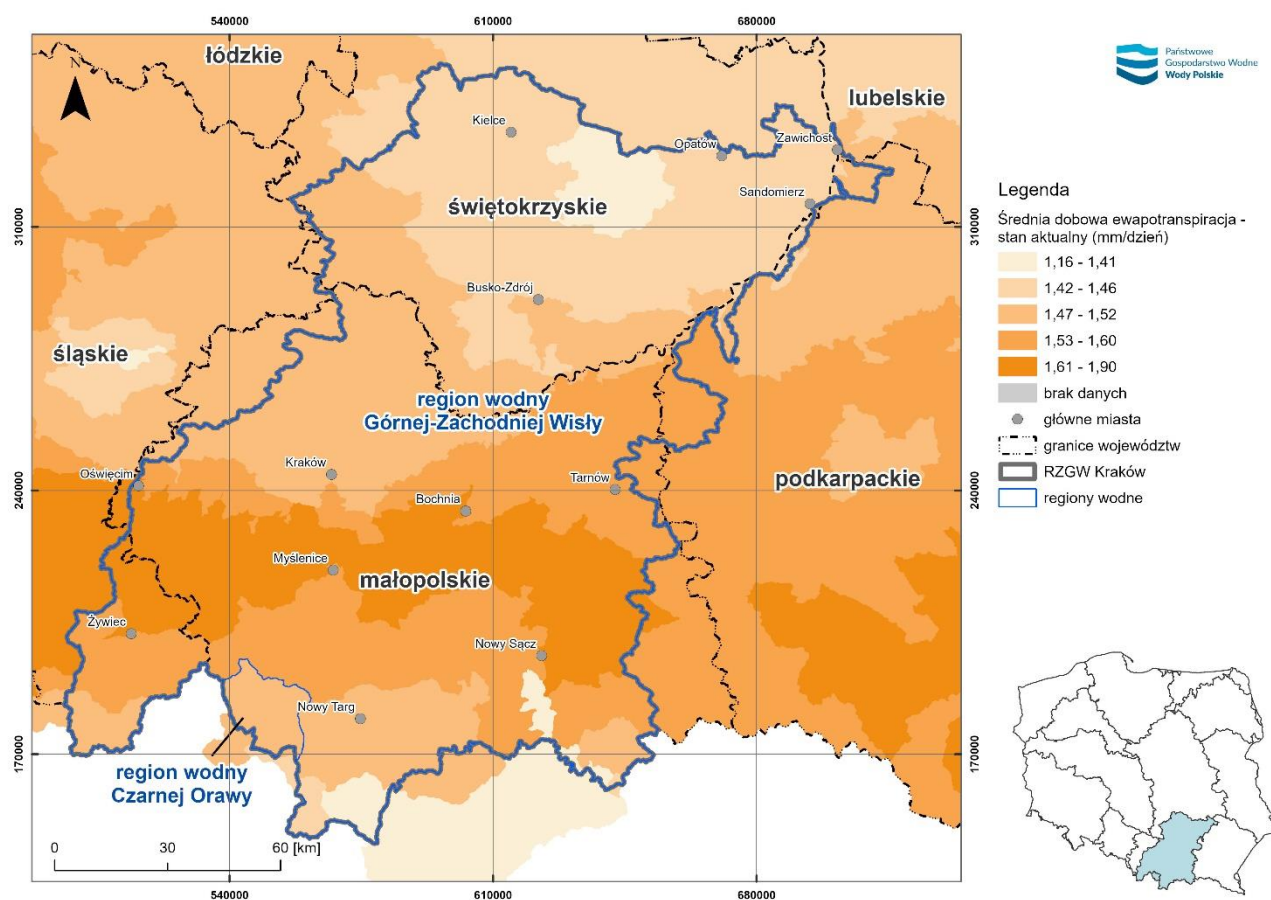 540000
610000
680000
Państwowe
Gospodarstwo Wodne
Wody Polskie
łódzkie
N
lubelskie
Kielce
Opatów
Zawichost
Sandomierz
świętokrzyskie
310000
310000
Legenda
Średnia dobowa ewapotranspiracja -
stan aktualny (mm/dzień)
1,16 - 1,41
1,42 - 1,46
1,47 - 1,52
1,53 - 1,60
1,61 - 1,90
brak danych
główne miasta
granice województw
RZGW Kraków
regiony wodne
Busko-Zdrój
śląskie
region wodny
Górnej-Zachodniej Wisły
Kraków
Oświęcim
Tarnów
podkarpackie
240000
240000
Bochnia
Myślenice
małopolskie
Żywiec
Nowy Sącz
Nowy Targ
170000
170000
region wodny
Czarnej Orawy
0
30
60 [km]
540000
610000
680000